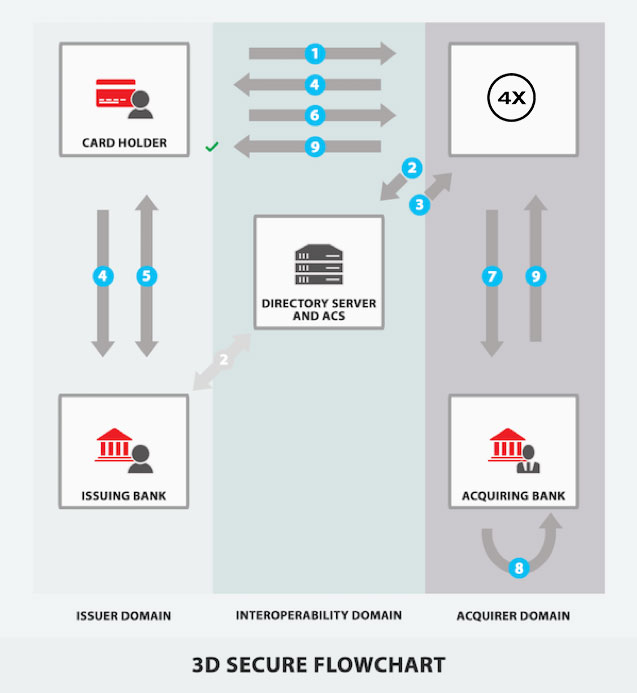 1
4
6
9
CARD HOLDER
4X
2
3
4
5
DIRECTORY SERVER
AND ACS
7
9
2
ISSUING BANK
ACQUIRING BANK
8
ISSUER DOMAIN
INTEROPERABILITY DOMAIN
ACQUIRER DOMAIN
3D SECURE FLOWCHART